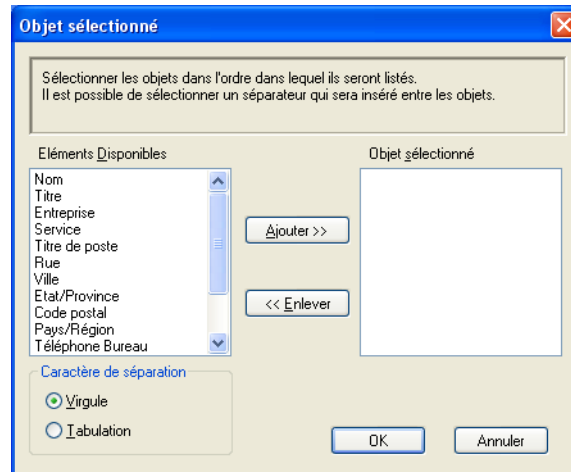 Objet sélectionné
Sélectionner les objets dans l'ordre dans lequel ils seront listés.
Il est possible de sélectionner un séparateur qui sera inséré entre les objets.
Eléments Disponibles
Objet sélectionné
Nom
Titre
Entreprise
Service
Titre de poste
Rue
Ville
Etat/Province
Code postal
Pays/Région
Téléphone Bureau
Ajouter >>
<< Enlever
Caractère de séparation
Virgule
Tabulation
OK
Annuler